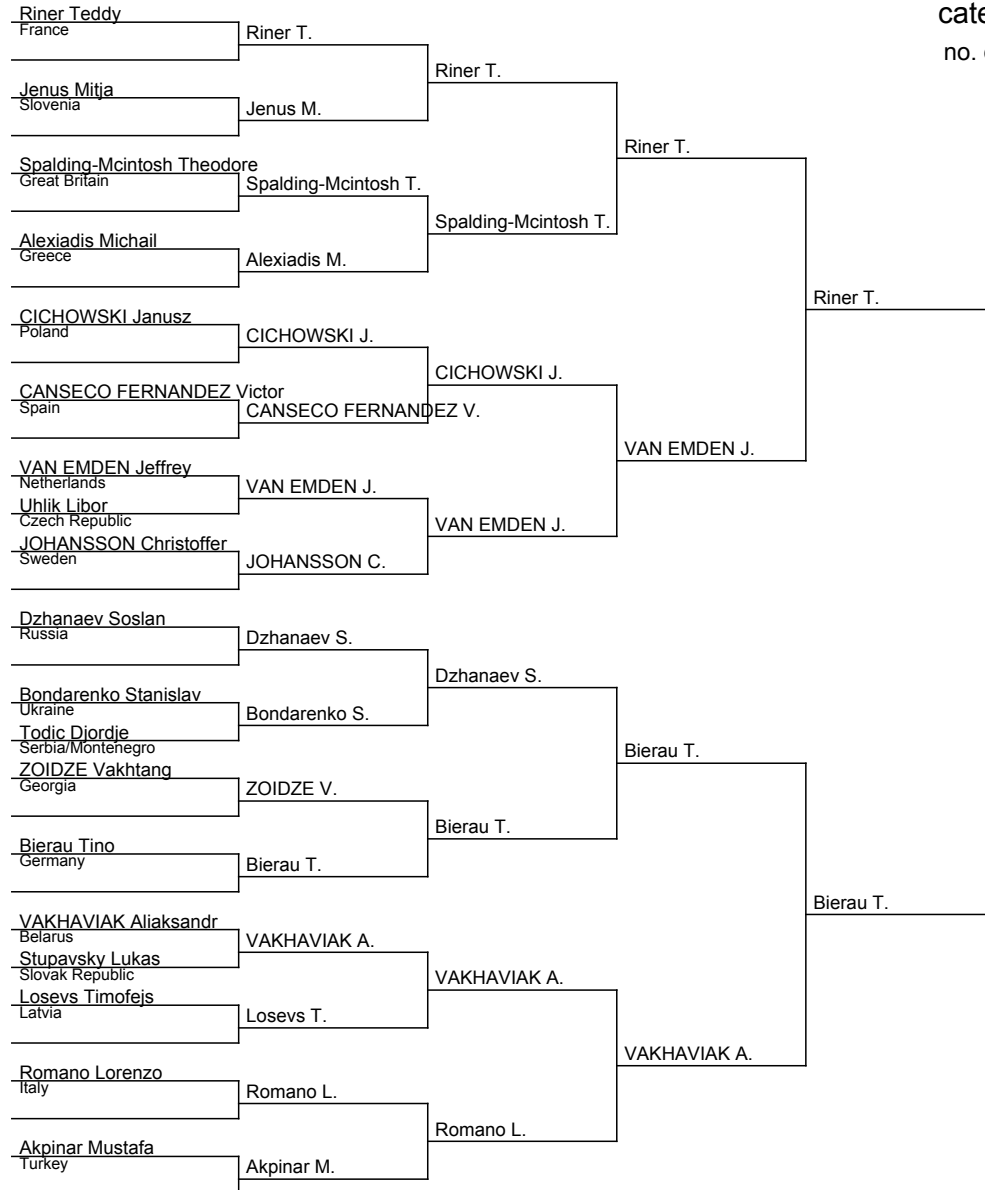 Riner Teddy
France
Jenus Mitja
Slovenia
Spalding-Mcintosh Theodore
Great Britain
Alexiadis Michail
Greece
CICHOWSKI Janusz
Poland
CANSECO FERNANDEZ Victor
Spain
VAN EMDEN Jeffrey
Netherlands
Uhlik Libor
Czech Republic
JOHANSSON Christoffer
Sweden
Dzhanaev Soslan
Russia
Bondarenko Stanislav
Ukraine
Todic Djordje
Serbia/Montenegro
ZOIDZE Vakhtang
Georgia
Bierau Tino
Germany
VAKHAVIAK Aliaksandr
Belarus
Stupavsky Lukas
Slovak Republic
Losevs Timofejs
Latvia
Romano Lorenzo
Italy
Akpinar Mustafa
Turkey
Riner T.
Jenus M.
Spalding-Mcintosh T.
Alexiadis M.
CICHOWSKI J.
CANSECO FERNANDEZ V.
VAN EMDEN J.
JOHANSSON C.
Dzhanaev S.
Bondarenko S.
ZOIDZE V.
Bierau T.
VAKHAVIAK A.
Losevs T.
Romano L.
Akpinar M.
Riner T.
Spalding-Mcintosh T.
CICHOWSKI J.
VAN EMDEN J.
Dzhanaev S.
Bierau T.
VAKHAVIAK A.
Romano L.
Riner T.
VAN EMDEN J.
Bierau T.
VAKHAVIAK A.
Riner T.
Bierau T.
cate
no.